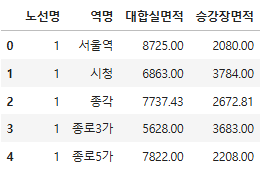 노선명 역명 대합실면적 승강장면적
0 1 서울역 8725.00 2080.00
1 1 시청 6863.00 3784.00
2 1 종각 7737.43 2672.81
3 1 종로3가 5628.00 3683.00
4 1 종로5가 7822.00 2208.00